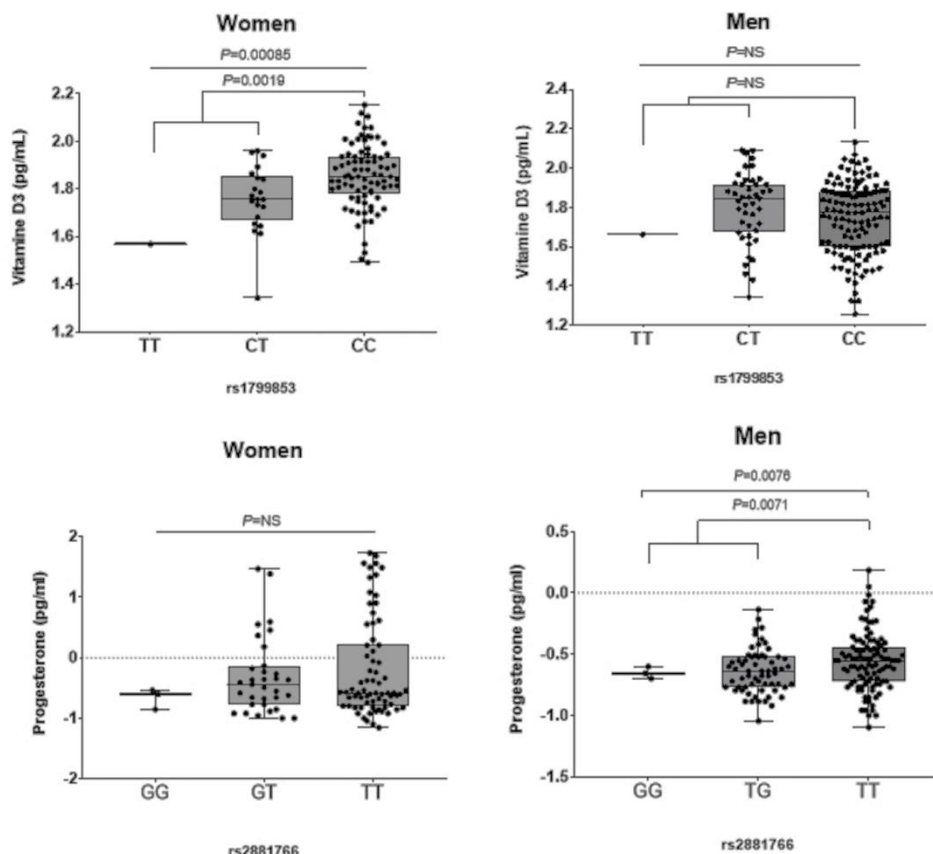 Women
P=0.00085
P=0.0019
Vitamine D3 (pg/mL)
2.2
2.0
1.8
1.6
1.4
1.2
TT CT CC
rs1799853
Men
P=NS
P=NS
Vitamine D3 (pg/mL)
2.4
2.2
2.0
1.8
1.6
1.4
1.2
TT CT CC
rs1799853
Women
P=NS
Progesterone (pg/ml)
2
1
0
-1
-2
GG GT TT
rs2881766
Men
P=0.0076
P=0.0071
Progesterone (pg/ml)
0.5
0.0
-0.5
-1.0
-1.5
GG TG TT
rs2881766